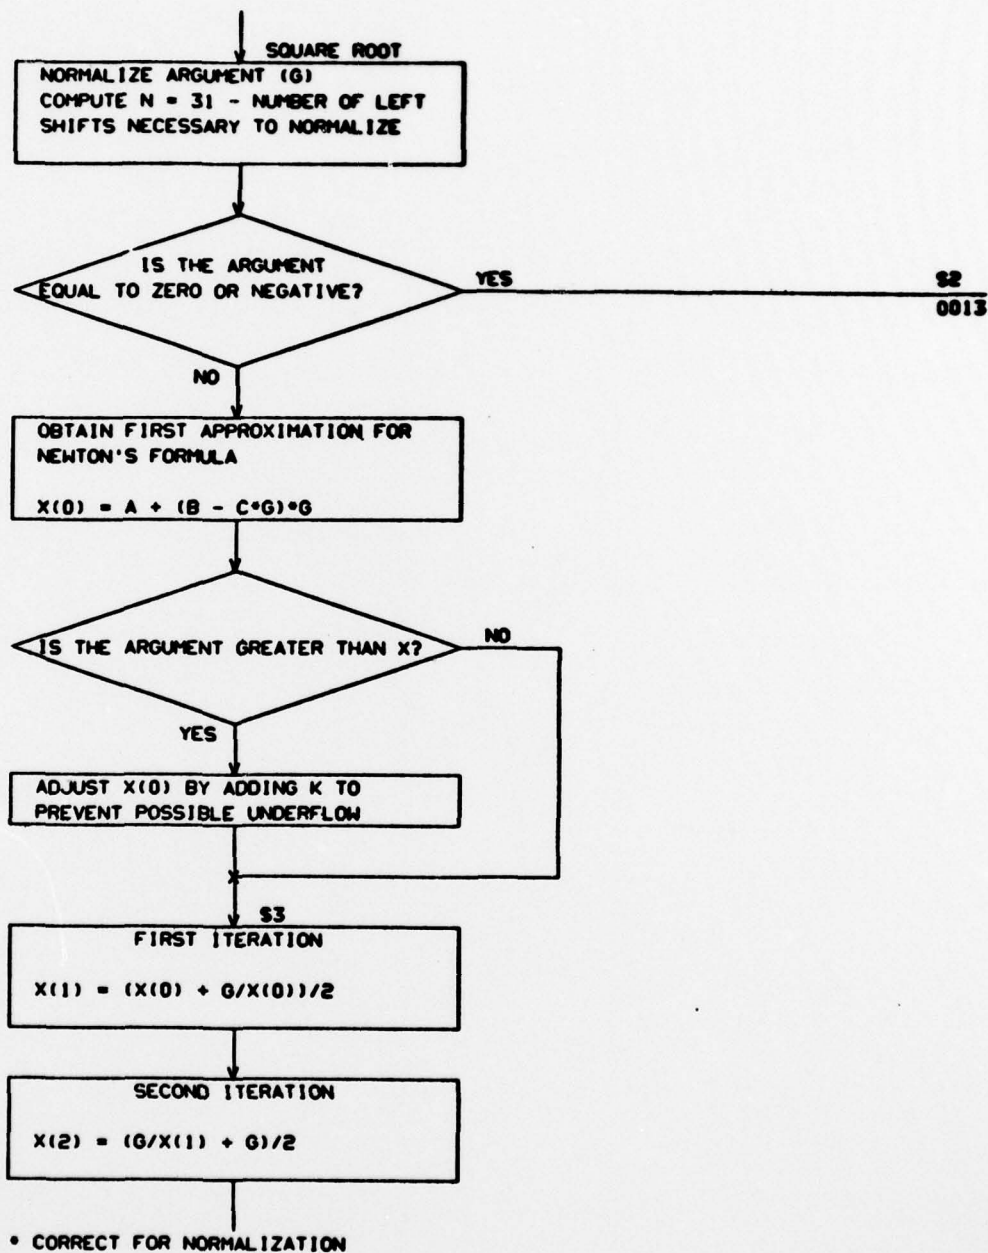 SQUARE ROOT
NORMALIZE ARGUMENT (G)
COMPUTE N = 31 - NUMBER OF LEFT
SHIFTS NECESSARY TO NORMALIZE
IS THE ARGUMENT
EQUAL TO ZERO OR NEGATIVE?
YES
S2
0013
NO
OBTAIN FIRST APPROXIMATION FOR
NEWTON'S FORMULA
X(0) = A + (B - C*G)*G
IS THE ARGUMENT GREATER THAN X?
NO
YES
ADJUST X(0) BY ADDING K TO
PREVENT POSSIBLE UNDERFLOW
X
S3
FIRST ITERATION
X(1) = (X(0) + G/X(0))/2
SECOND ITERATION
X(2) = (G/X(1) + G)/2
* CORRECT FOR NORMALIZATION